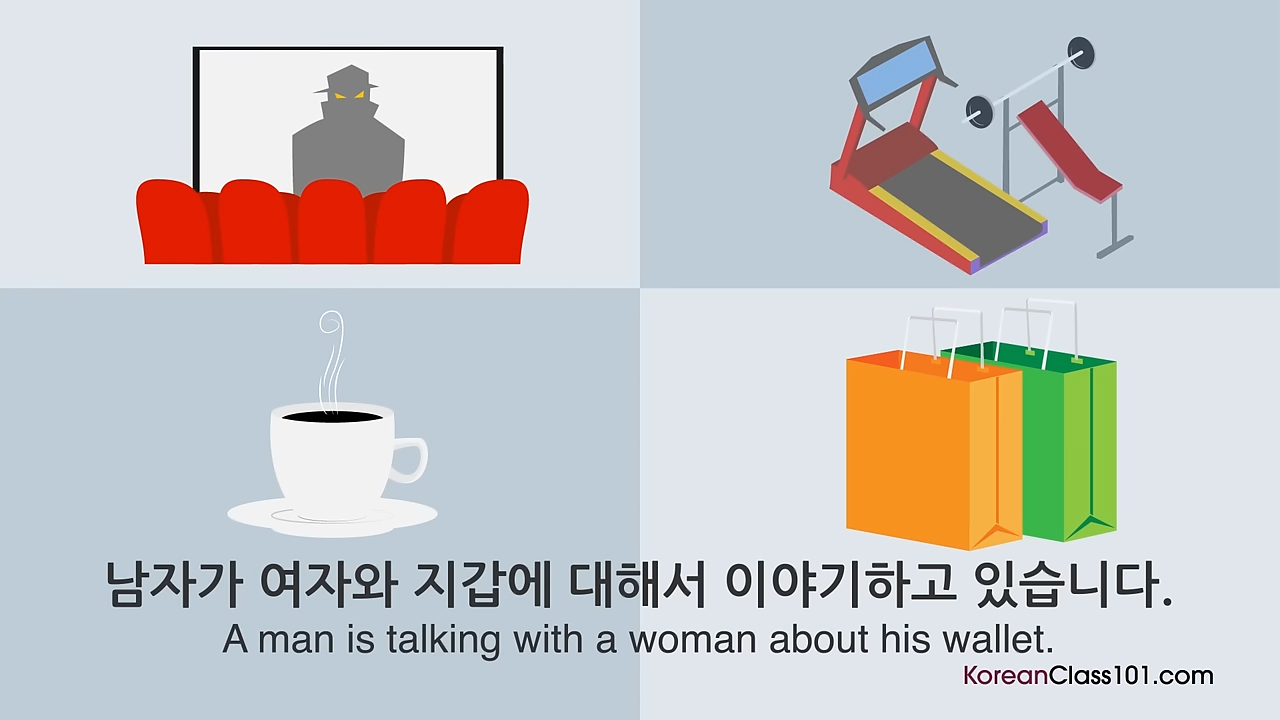 남자가 여자와 지갑에 대해서 이야기하고 있습니다.
A man is talking with a woman about his wallet.
KoreanClass101.com